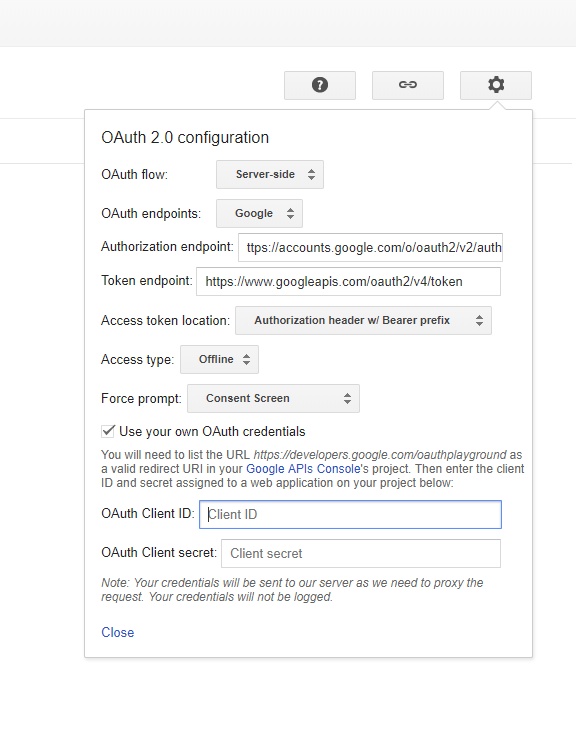 OAuth 2.0 configuration
OAuth flow: Server-side
OAuth endpoints: Google
Authorization endpoint: ttps://accounts.google.com/o/oauth2/v2/auth
Token endpoint: https://www.googleapis.com/oauth2/v4/token
Access token location: Authorization header w/ Bearer prefix
Access type: Offline
Force prompt: Consent Screen
Use your own OAuth credentials
You will need to list the URL https://developers.google.com/oauthplayground as
a valid redirect URI in your Google APIs Console's project. Then enter the client
ID and secret assigned to a web application on your project below:
OAuth Client ID: Client ID
OAuth Client secret: Client secret
Note: Your credentials will be sent to our server as we need to proxy the
request. Your credentials will not be logged.
Close